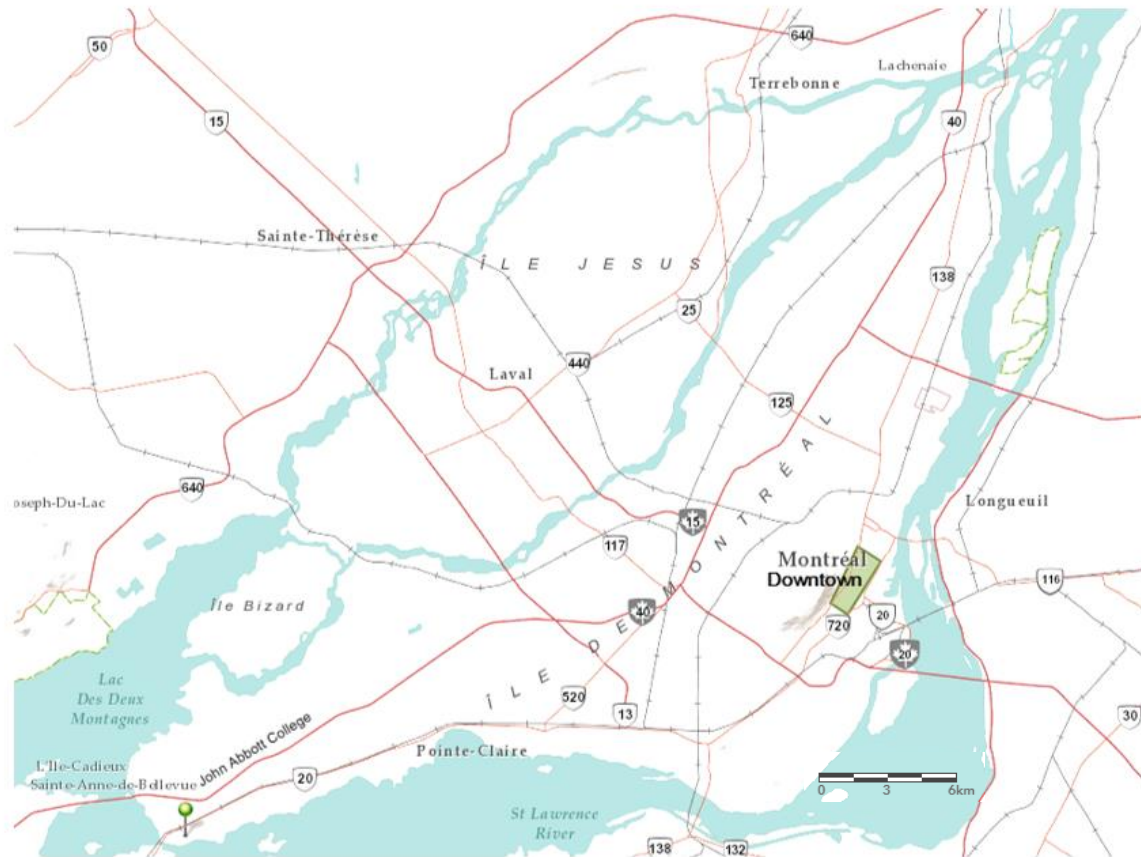 50
640
Lachenaie
Terrebonne
15
40
Sainte-Thérèse
ÎLE JESUS
138
25
440
Laval
125
640
oseph-Du-Lac
Longueuil
15
117
Montréal
Downtown
116
Île Bizard
40
20
720
20
ÎLE DE MONTRÉAL
Lac
Des Deux
Montagnes
520
13
30
John Abbott College
Pointe-Claire
L'Île-Cadieux
Sainte-Anne-de-Bellevue
20
0 3 6km
St Lawrence
River
138
132